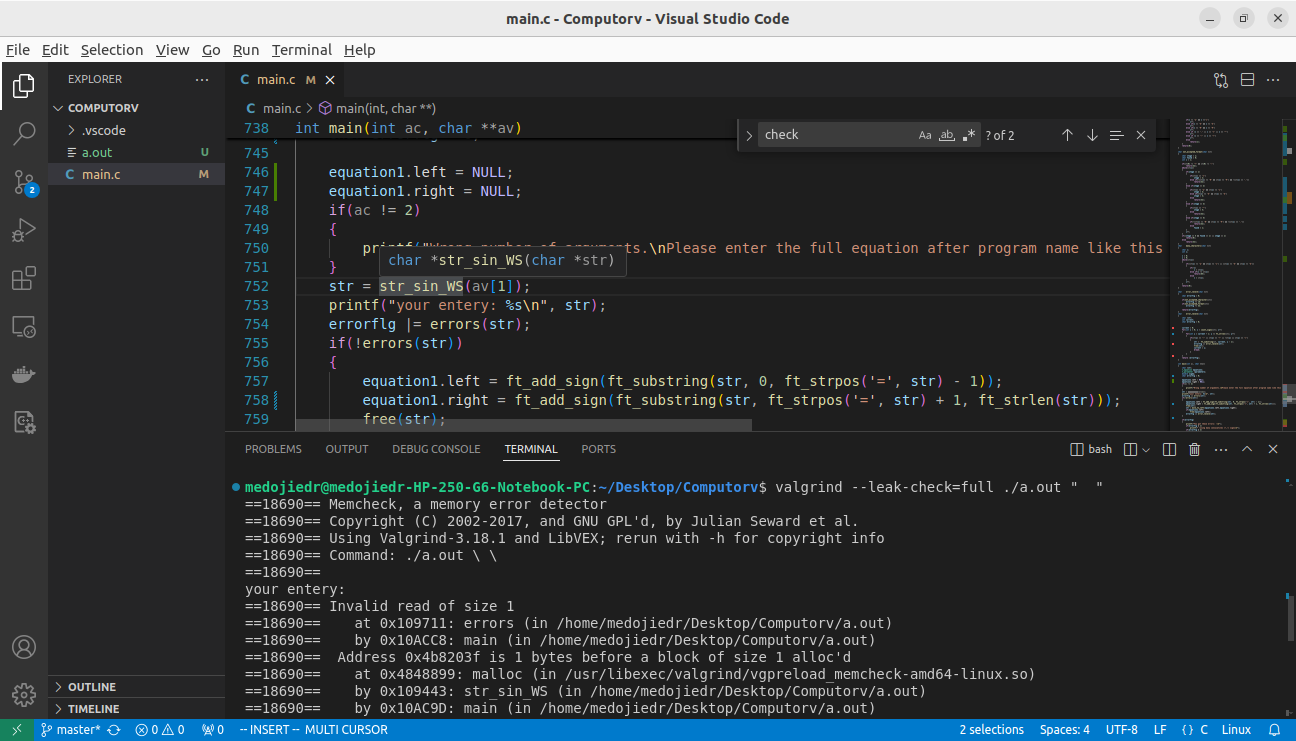 main.c - Computorv - Visual Studio Code
File Edit Selection View Go Run Terminal Help
EXPLORER
COMPUTORV
.vscode
a.out U
C main.c M
OUTLINE
TIMELINE
C main.c M
C main.c > main(int, char **)
738 int main(int ac, char **av)
check Aa ab .* ? of 2
745
746 equation1.left = NULL;
747 equation1.right = NULL;
748 if(ac != 2)
749 {
750 .\nPlease enter the full equation after program name like this
char *str_sin_WS(char *str)
751 }
752 str = str_sin_WS(av[1]);
753 printf("your entery: %s\n", str);
754 errorflg |= errors(str);
755 if(!errors(str))
756 {
757 equation1.left = ft_add_sign(ft_substring(str, 0, ft_strpos('=', str) - 1));
758 equation1.right = ft_add_sign(ft_substring(str, ft_strpos('=', str) + 1, ft_strlen(str)));
759 free(str);
PROBLEMS OUTPUT DEBUG CONSOLE TERMINAL PORTS bash
medojiedr@medojiedr-HP-250-G6-Notebook-PC:~/Desktop/Computorv$ valgrind --leak-check=full ./a.out "  "
==18690== Memcheck, a memory error detector
==18690== Copyright (C) 2002-2017, and GNU GPL'd, by Julian Seward et al.
==18690== Using Valgrind-3.18.1 and LibVEX; rerun with -h for copyright info
==18690== Command: ./a.out \ \
==18690==
your entery:
==18690== Invalid read of size 1
==18690==    at 0x109711: errors (in /home/medojiedr/Desktop/Computorv/a.out)
==18690==    by 0x10ACC8: main (in /home/medojiedr/Desktop/Computorv/a.out)
==18690==  Address 0x4b8203f is 1 bytes before a block of size 1 alloc'd
==18690==    at 0x4848899: malloc (in /usr/libexec/valgrind/vgpreload_memcheck-amd64-linux.so)
==18690==    by 0x109443: str_sin_WS (in /home/medojiedr/Desktop/Computorv/a.out)
==18690==    by 0x10AC9D: main (in /home/medojiedr/Desktop/Computorv/a.out)
2
master* 0 0 0 -- INSERT -- MULTI CURSOR 2 selections Spaces: 4 UTF-8 LF {} C Linux